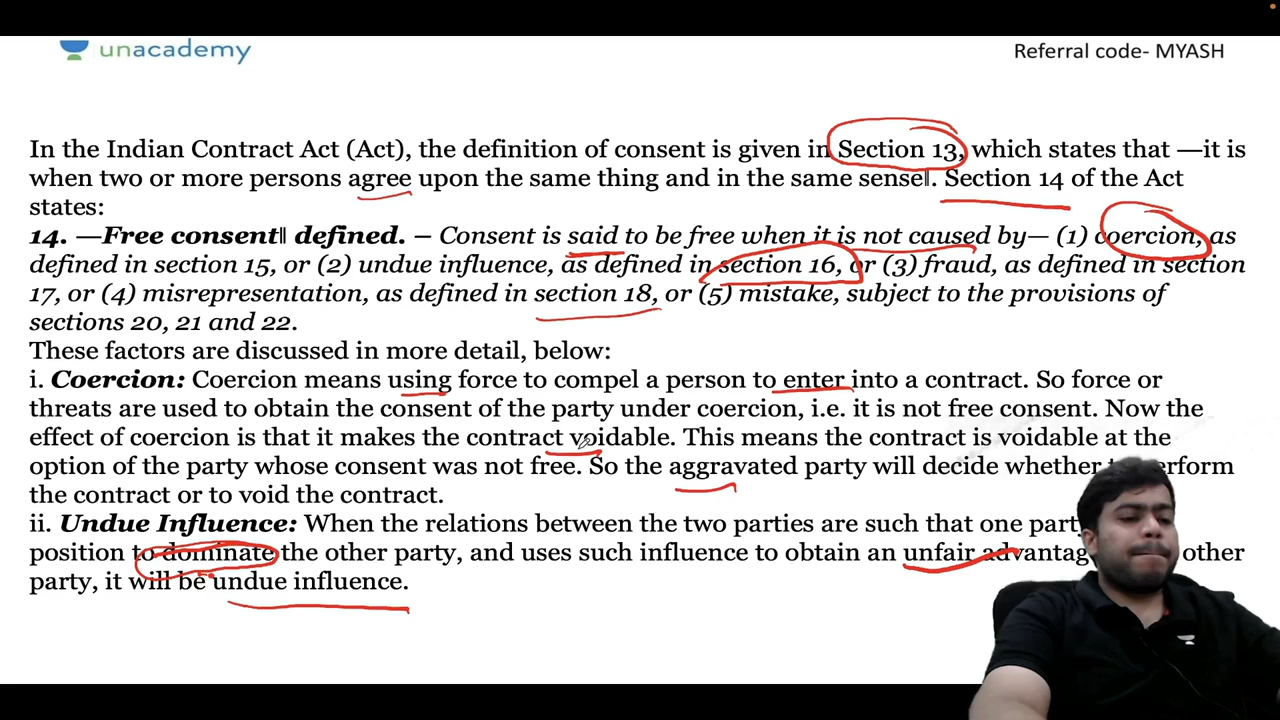 unacademy
Referral code- MYASH
In the Indian Contract Act (Act), the definition of consent is given in Section 13, which states that ―it is
when two or more persons agree upon the same thing and in the same sense‖. Section 14 of the Act
states:
14. ―Free consent‖ defined. – Consent is said to be free when it is not caused by— (1) coercion, as
defined in section 15, or (2) undue influence, as defined in section 16, or (3) fraud, as defined in section
17, or (4) misrepresentation, as defined in section 18, or (5) mistake, subject to the provisions of
sections 20, 21 and 22.
These factors are discussed in more detail, below:
i. Coercion: Coercion means using force to compel a person to enter into a contract. So force or
threats are used to obtain the consent of the party under coercion, i.e. it is not free consent. Now the
effect of coercion is that it makes the contract voidable. This means the contract is voidable at the
option of the party whose consent was not free. So the aggravated party will decide whether
the contract or to void the contract.
ii. Undue Influence: When the relations between the two parties are such that one
position to dominate the other party, and uses such influence to obtain an unfair other
party, it will be undue influence.